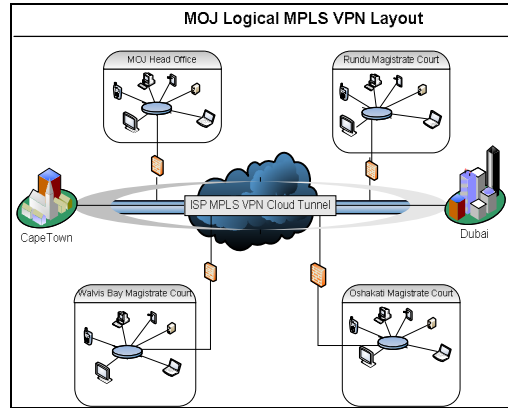 MOJ Logical MPLS VPN Layout
MOJ Head Office
Rundu Magistrate Court
ISP MPLS VPN Cloud Tunnel
CapeTown
Dubai
Walvis Bay Magistrate Court
Oshakati Magistrate Court